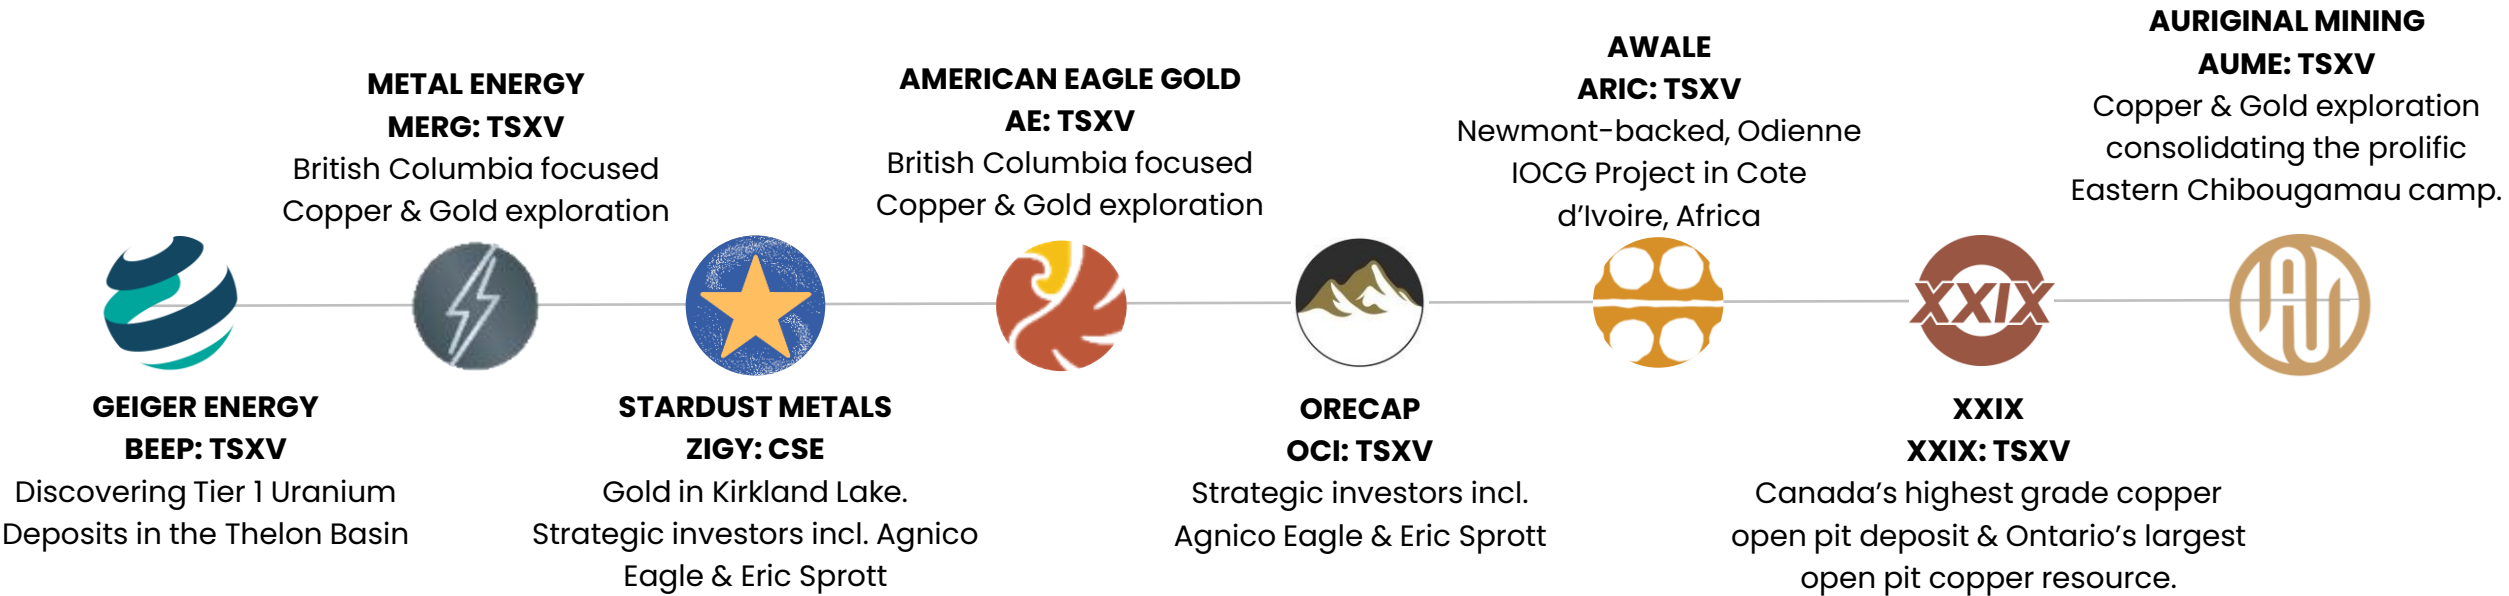 GEIGER ENERGY
BEEP: TSXV
Discovering Tier 1 Uranium
Deposits in the Thelon Basin
METAL ENERGY
MERG: TSXV
British Columbia focused
Copper & Gold exploration
STARDUST METALS
ZIGY: CSE
Gold in Kirkland Lake.
Strategic investors incl. Agnico
Eagle & Eric Sprott
AMERICAN EAGLE GOLD
AE: TSXV
British Columbia focused
Copper & Gold exploration
ORECAP
OCI: TSXV
Strategic investors incl.
Agnico Eagle & Eric Sprott
AWALE
ARIC: TSXV
Newmont-backed, Odienne
IOCG Project in Cote
d’Ivoire, Africa
XXIX
XXIX
XXIX: TSXV
Canada’s highest grade copper
open pit deposit & Ontario’s largest
open pit copper resource.
AURIGINAL MINING
AUME: TSXV
Copper & Gold exploration
consolidating the prolific
Eastern Chibougamau camp.